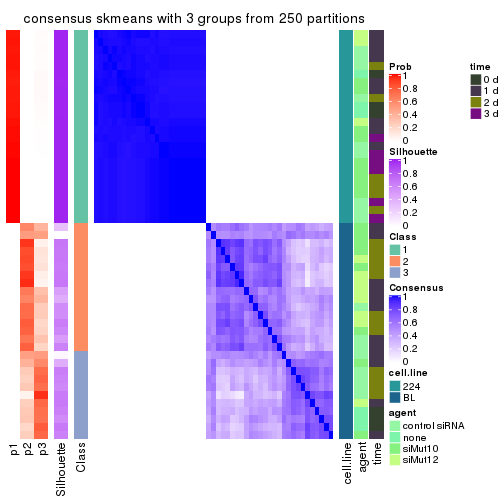 consensus skmeans with 3 groups from 250 partitions
p1
p2
p3
Silhouette
Class
cell.line
agent
time
Prob
1
0.8
0.6
0.4
0.2
0
Silhouette
1
0.8
0.6
0.4
0.2
0
Class
1
2
3
Consensus
1
0.8
0.6
0.4
0.2
0
cell.line
224
BL
agent
control siRNA
none
siMut10
siMut12
time
0 d
1 d
2 d
3 d